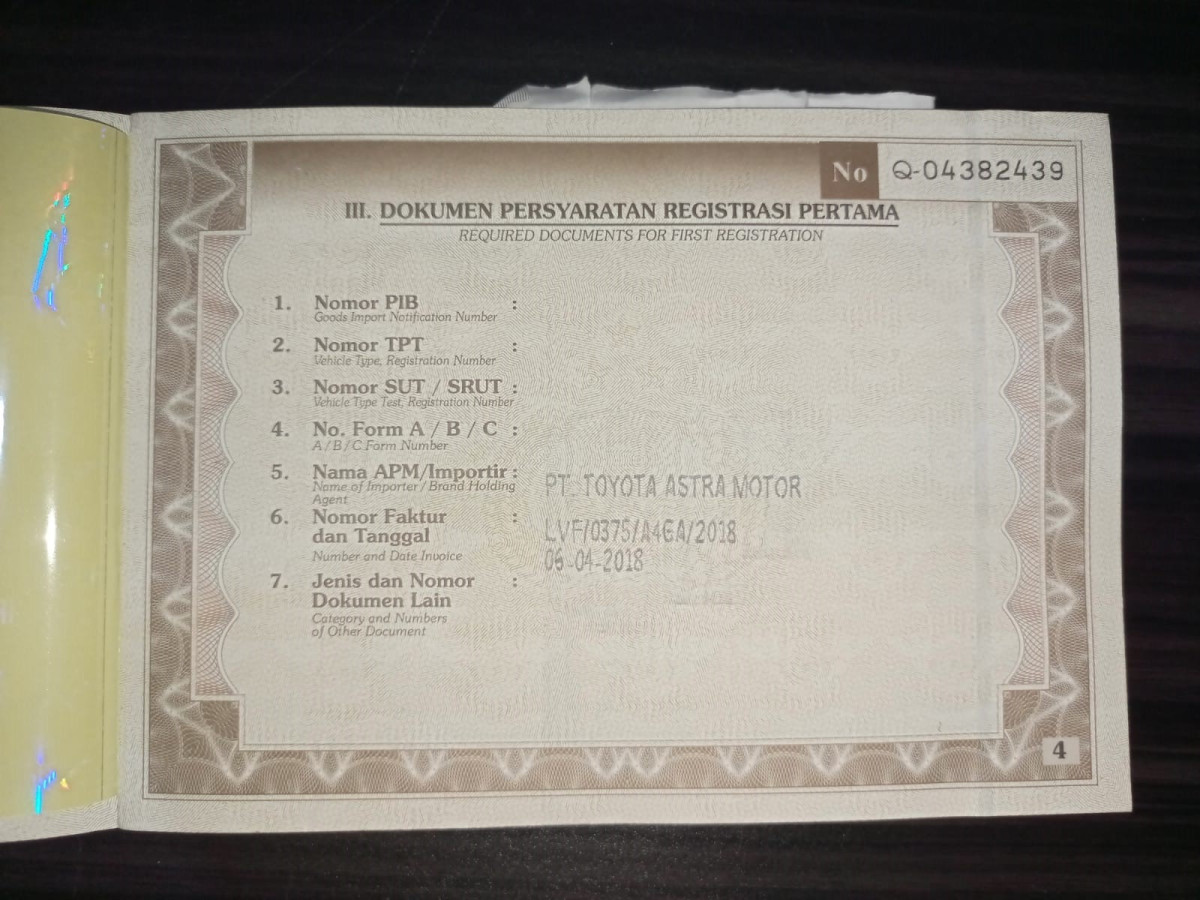 No Q-04382439
III. DOKUMEN PERSYARATAN REGISTRASI PERTAMA
REQUIRED DOCUMENTS FOR FIRST REGISTRATION
1. Nomor PIB :
Goods Import Notification Number
2. Nomor TPT :
Vehicle Type, Registration Number
3. Nomor SUT / SRUT :
Vehicle Type Test, Registration Number
4. No. Form A / B / C :
A / B / C Form Number
5. Nama APM/Importir : PT. TOYOTA ASTRA MOTOR
Name of Importer / Brand Holding
Agent
6. Nomor Faktur : LVF/0375/A4EA/2018
dan Tanggal 06-04-2018
Number and Date Invoice
7. Jenis dan Nomor :
Dokumen Lain
Category and Numbers
of Other Document
4